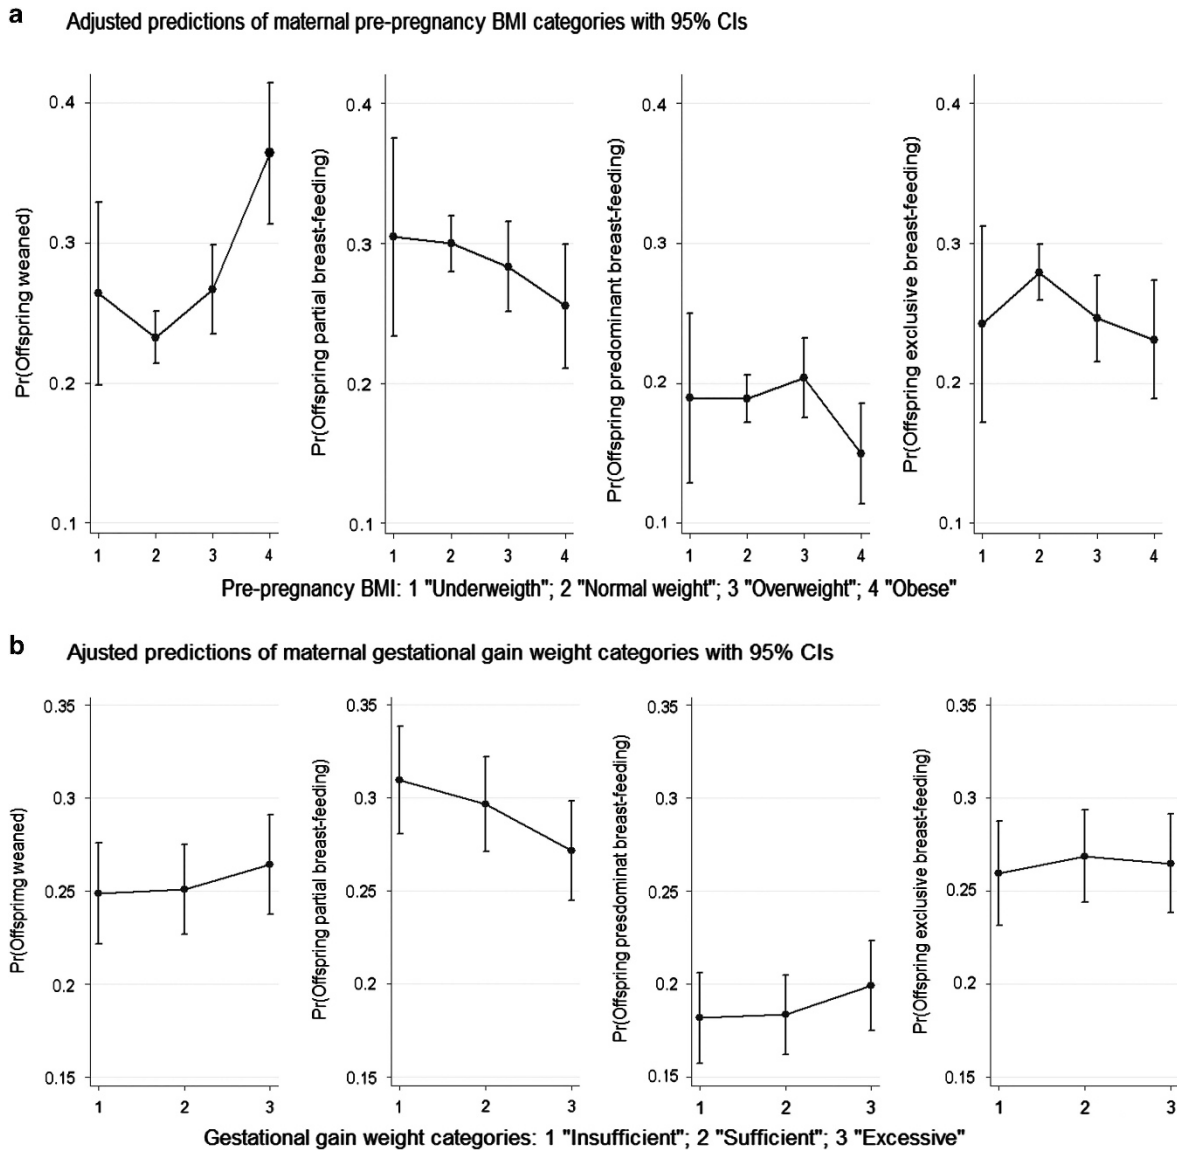 a
Adjusted predictions of maternal pre-pregnancy BMI categories with 95% CIs
Pr(Offspring weaned)
0.4
0.3
0.2
0.1
1 2 3 4
Pr(Offspring partial breast-feeding)
0.4
0.3
0.2
0.1
1 2 3 4
Pr(Offspring predominant breast-feeding)
0.4
0.3
0.2
0.1
1 2 3 4
Pr(Offspring exclusive breast-feeding)
0.4
0.3
0.2
0.1
1 2 3 4
Pre-pregnancy BMI: 1 "Underweigth"; 2 "Normal weight"; 3 "Overweight"; 4 "Obese"
b
Ajusted predictions of maternal gestational gain weight categories with 95% CIs
Pr(Offspring weaned)
0.35
0.3
0.25
0.2
0.15
1 2 3
Pr(Offspring partial breast-feeding)
0.35
0.3
0.25
0.2
0.15
1 2 3
Pr(Offspring presdominat breast-feeding)
0.35
0.3
0.25
0.2
0.15
1 2 3
Pr(Offspring exclusive breast-feeding)
0.35
0.3
0.25
0.2
0.15
1 2 3
Gestational gain weight categories: 1 "Insufficient"; 2 "Sufficient"; 3 "Excessive"